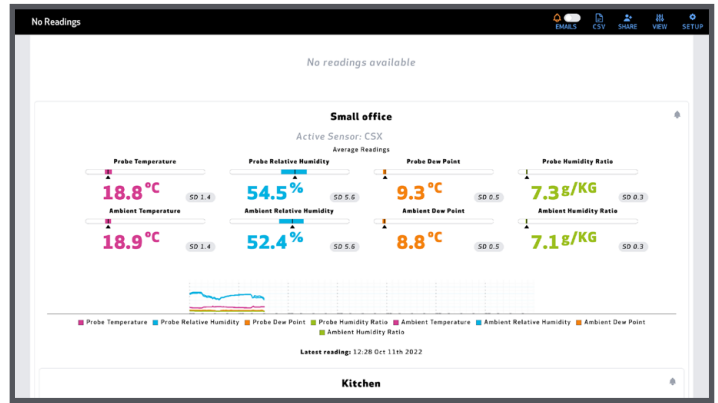 No Readings
EMAILS CSV SHARE VIEW SETUP
No readings available
Small office
Active Sensor: CSX
Average Readings
Probe Temperature Probe Relative Humidity Probe Dew Point Probe Humidity Ratio
18.8°C SD 1.4 54.5% SD 5.6 9.3°C SD 0.5 7.3g/KG SD 0.3
Ambient Temperature Ambient Relative Humidity Ambient Dew Point Ambient Humidity Ratio
18.9°C SD 1.4 52.4% SD 5.6 8.8°C SD 0.5 7.1g/KG SD 0.3
Probe Temperature Probe Relative Humidity Probe Dew Point Probe Humidity Ratio Ambient Temperature Ambient Relative Humidity Ambient Dew Point
Ambient Humidity Ratio
Latest reading: 12:28 Oct 11th 2022
Kitchen